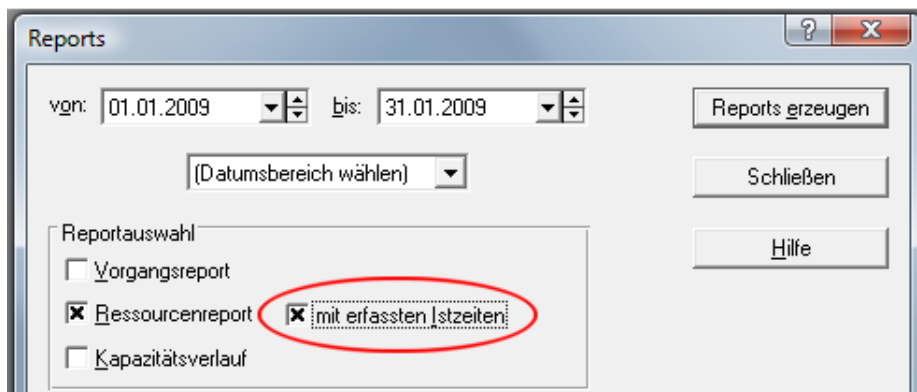 Reports
von: 01.01.2009 bis: 31.01.2009 Reports erzeugen
(Datumsbereich wählen) Schließen
Reportauswahl
Hilfe
Vorgangsreport
Ressourcenreport mit erfassten Istzeiten
Kapazitätsverlauf